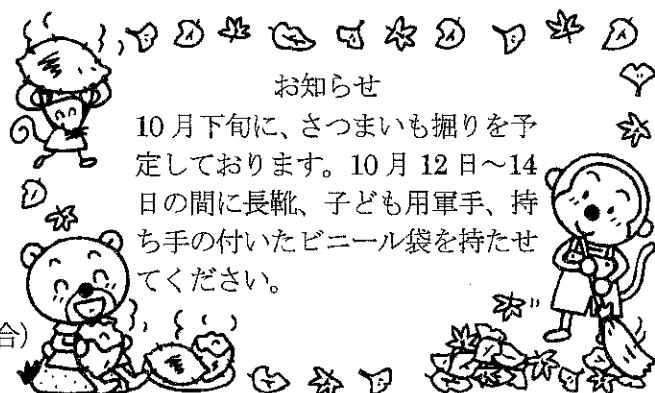 お知らせ
10月下旬に、さつまいも掘りを予
定しております。10月12日～14
日の間に長靴、子ども用軍手、持
ち手の付いたビニール袋を持たせ
てください。
合)